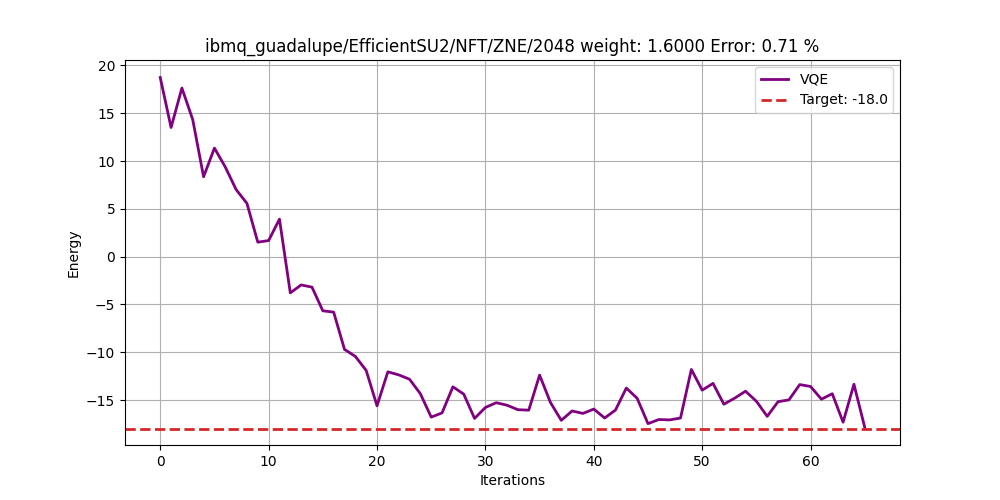 ibmq_guadalupe/EfficientSU2/NFT/ZNE/2048 weight: 1.6000 Error: 0.71 %
VQE
Target: -18.0
20
15
10
5
0
−5
−10
−15
Energy
0 10 20 30 40 50 60
Iterations